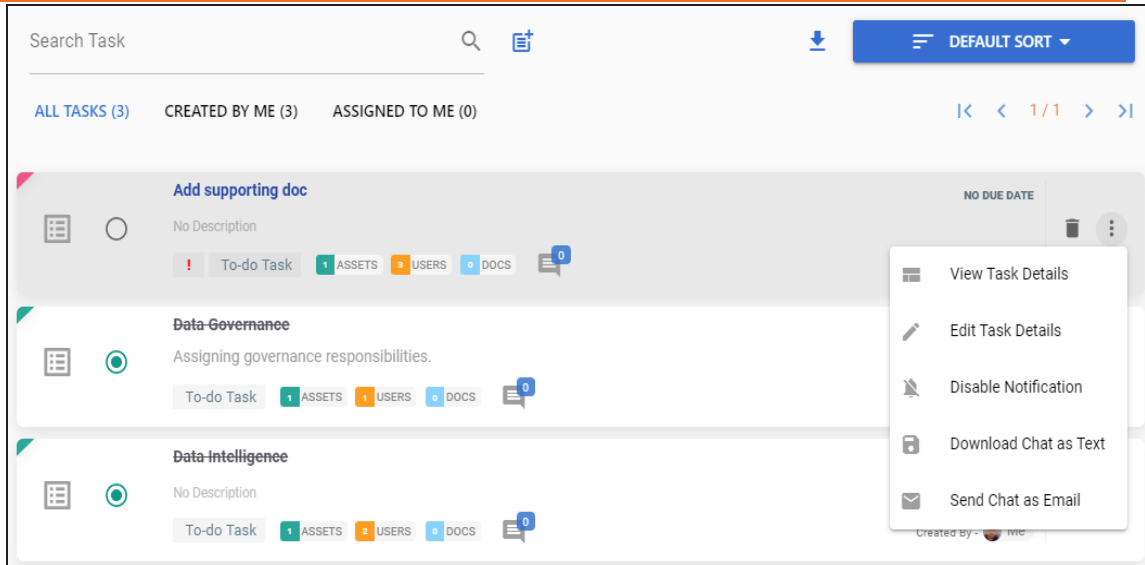 Search Task
DEFAULT SORT
ALL TASKS (3) CREATED BY ME (3) ASSIGNED TO ME (0)
1 / 1
Add supporting doc
NO DUE DATE
No Description
! To-do Task 1 ASSETS 3 USERS 0 DOCS 0
View Task Details
Edit Task Details
Disable Notification
Download Chat as Text
Send Chat as Email
Data Governance
Assigning governance responsibilities.
To-do Task 1 ASSETS 1 USERS 0 DOCS 0
Data Intelligence
No Description
To-do Task 1 ASSETS 2 USERS 0 DOCS 0
Created By - Me